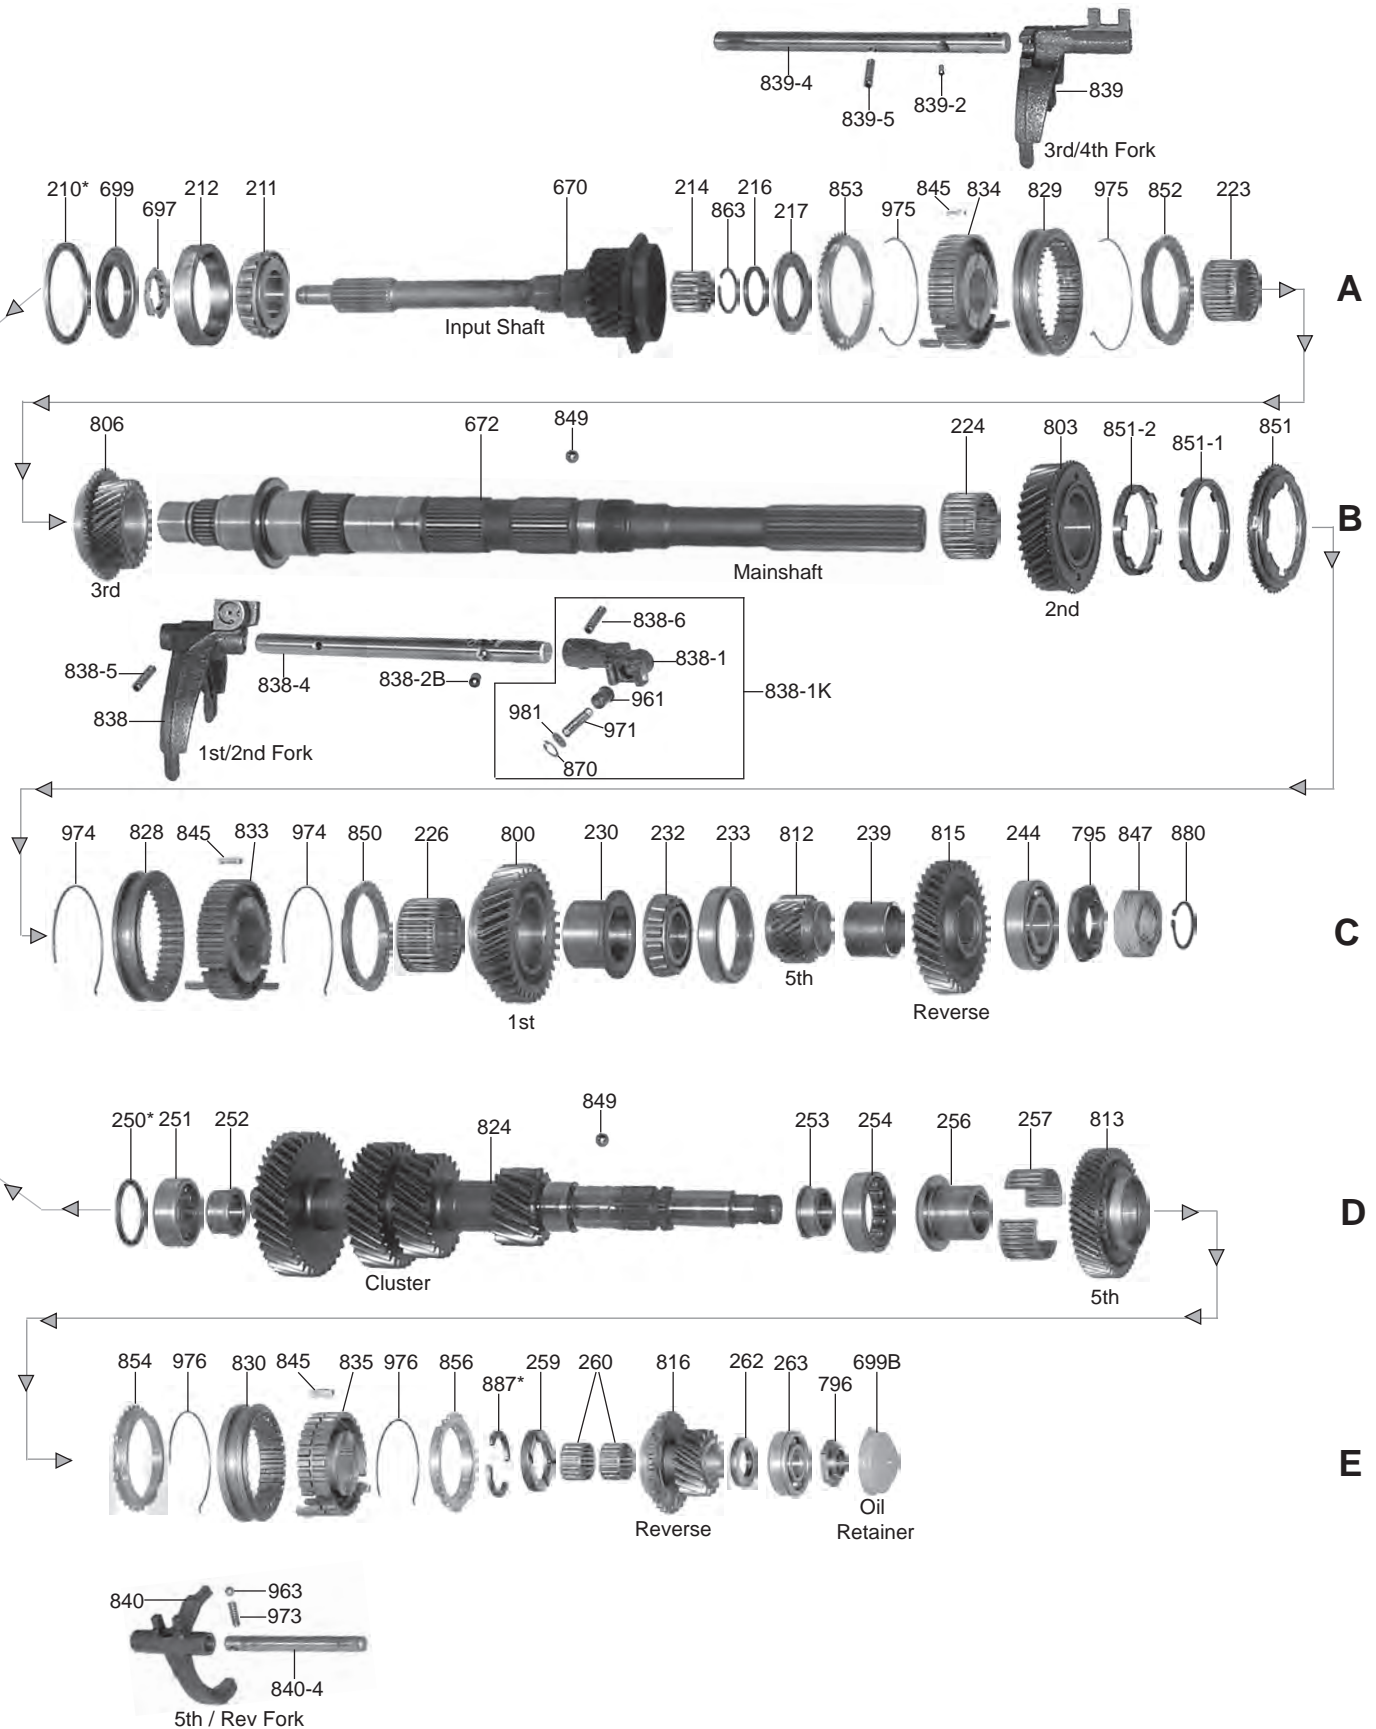 839-4
839-5
839-2
839
3rd/4th Fork
210* 699 697 212 211 670 214 863 216 217 853 975 845 834 829 975 852 223
Input Shaft
A
806 672 849 224 803 851-2 851-1 851
3rd
Mainshaft
2nd
B
838-5
838
838-4
838-2B
1st/2nd Fork
838-6
838-1
961
971
981
870
838-1K
974 828 845 833 974 850 226 800 230 232 233 812 239 815 244 795 847 880
1st
5th
Reverse
C
250* 251 252 824 849 253 254 256 257 813
Cluster
5th
D
854 976 830 845 835 976 856 887* 259 260 816 262 263 796 699B
Reverse
Oil
Retainer
E
840
963
973
840-4
5th / Rev Fork